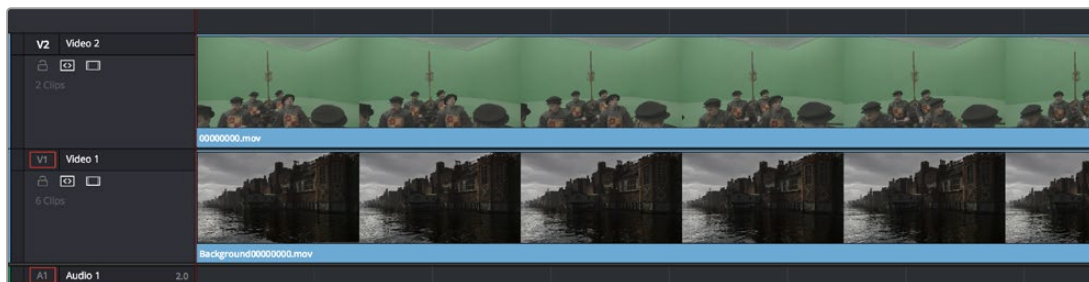 V2 Video 2
2 Clips
00000000.mov
V1 Video 1
6 Clips
Background00000000.mov
A1 Audio 1 2.0